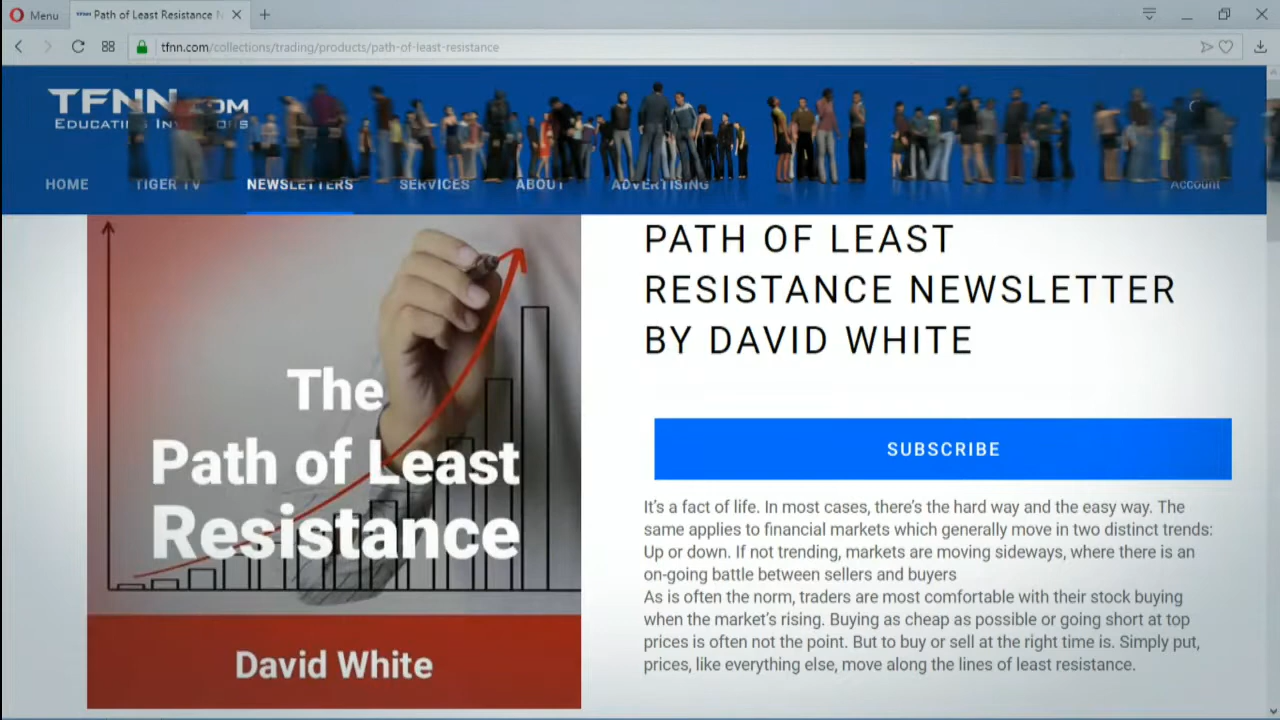 Menu
Path of Least Resistance N
tfnn.com/collections/trading/products/path-of-least-resistance
TFNN.COM
EDUCATING INVESTORS
HOME TIGER TV NEWSLETTERS SERVICES ABOUT ADVERTISING Account
PATH OF LEAST
RESISTANCE NEWSLETTER
BY DAVID WHITE
The
Path of Least
Resistance
David White
SUBSCRIBE
It's a fact of life. In most cases, there's the hard way and the easy way. The
same applies to financial markets which generally move in two distinct trends:
Up or down. If not trending, markets are moving sideways, where there is an
on-going battle between sellers and buyers
As is often the norm, traders are most comfortable with their stock buying
when the market's rising. Buying as cheap as possible or going short at top
prices is often not the point. But to buy or sell at the right time is. Simply put,
prices, like everything else, move along the lines of least resistance.